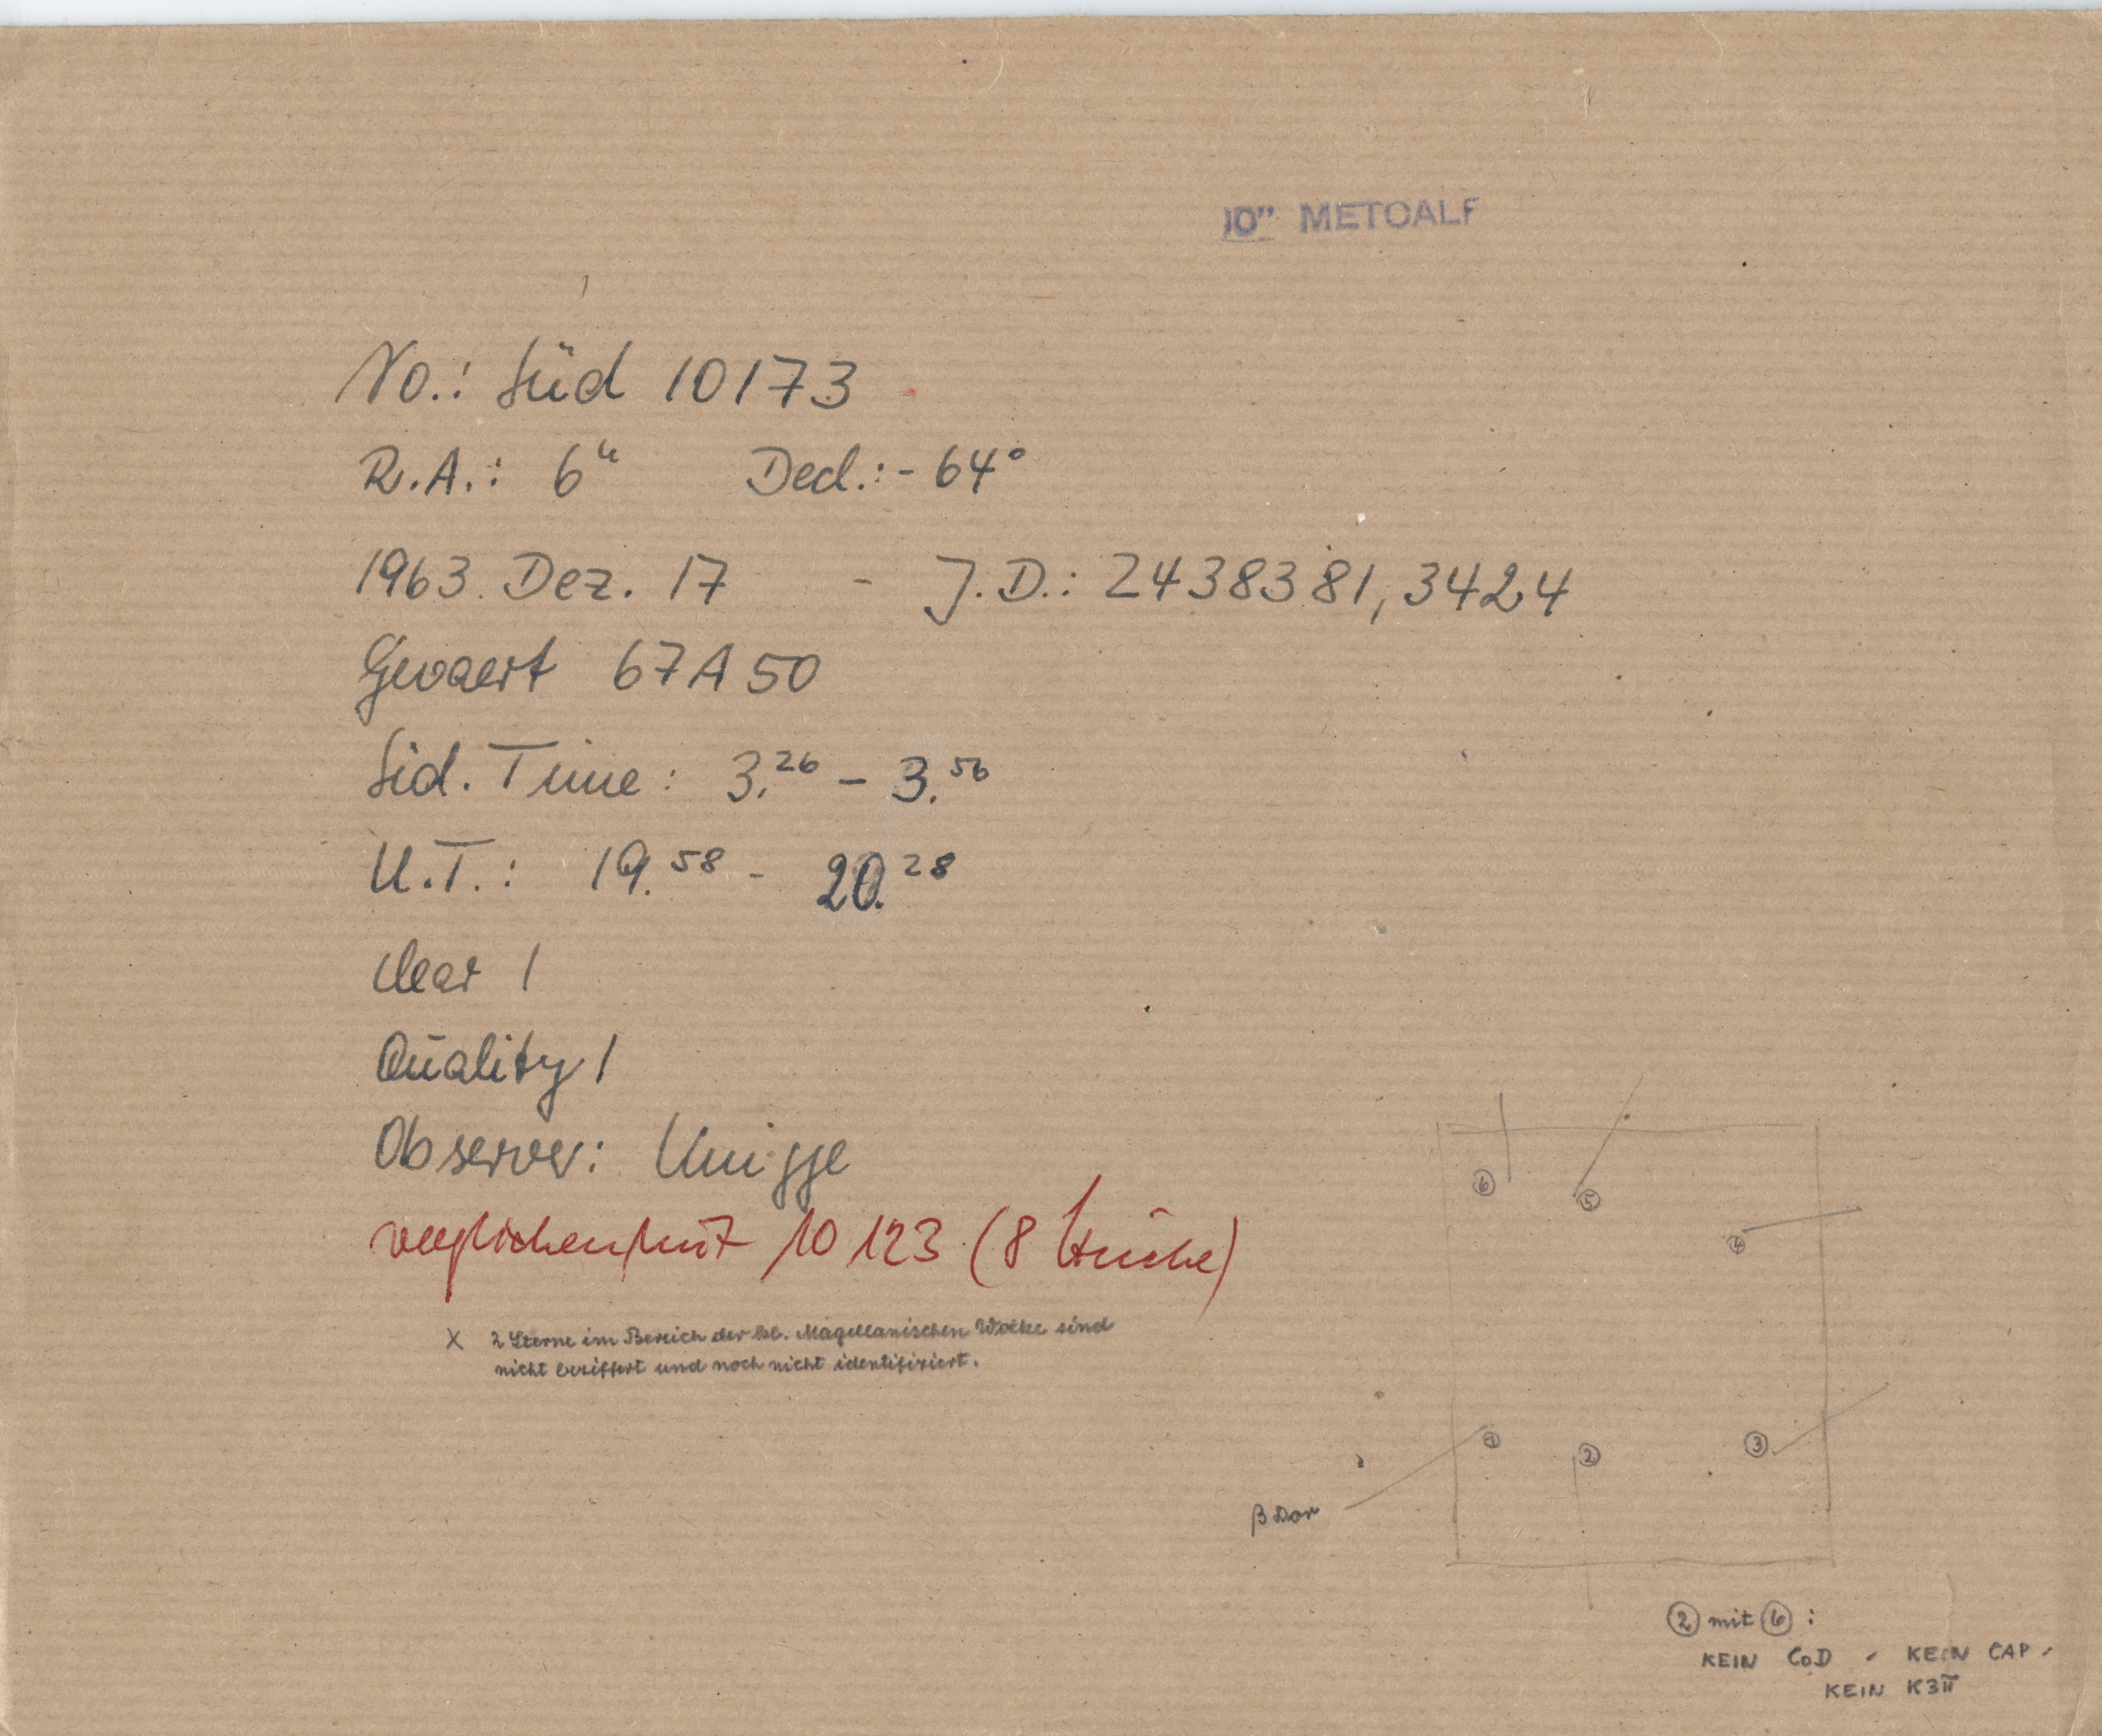 10" METCALF
No.: Süd 10173
R.A.: 6h Decl.: - 64°
1963. Dez. 17 - J.D.: 2438381,3424
Gevaert 67A50
Sid. Time: 3.26 - 3.56
U.T.: 19.58 - 20.28
clear 1
Quality 1
Observer: Knigge
verglichen mit 10123 (8 Striche)
X 2 Sterne im Bereich der Magellanischen Wolke sind
nicht beziffert und noch nicht identifiziert.
6
5
4
1
2
3
β Dor
2 mit 6 :
KEIN CoD - KEIN CAP -
KEIN K3II